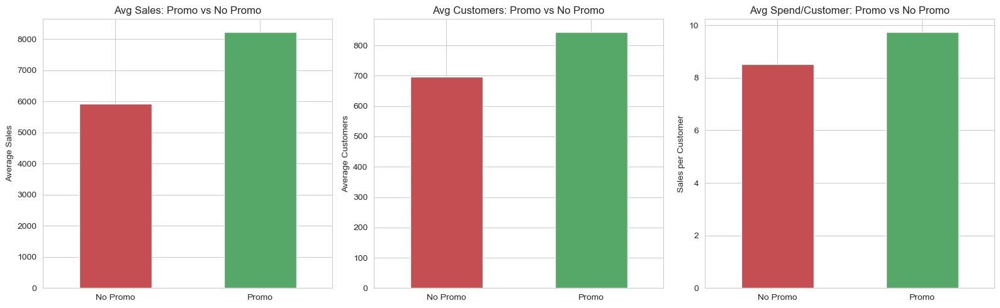 Avg Sales: Promo vs No Promo
Average Sales
8000
7000
6000
5000
4000
3000
2000
1000
0
No Promo
Promo
Avg Customers: Promo vs No Promo
Average Customers
800
700
600
500
400
300
200
100
0
No Promo
Promo
Avg Spend/Customer: Promo vs No Promo
Sales per Customer
10
8
6
4
2
0
No Promo
Promo